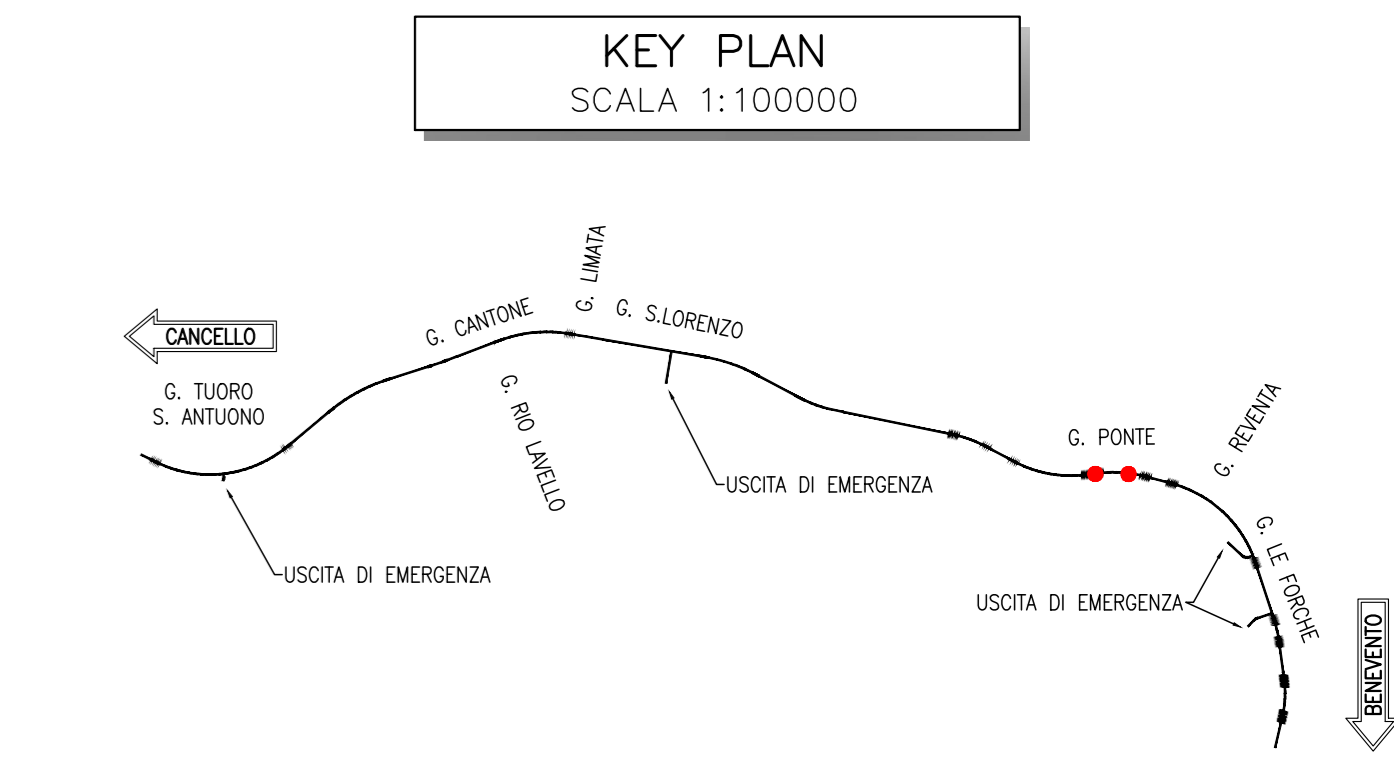 KEY PLAN
SCALA 1:100000
G. LIMATA
G. CANTONE
G. S.LORENZO
CANCELLO
G. TUORO
S. ANTUONO
G. RIO LAVELLO
G. REVENTA
G. PONTE
USCITA DI EMERGENZA
USCITA DI EMERGENZA
G. LE FORCHE
USCITA DI EMERGENZA
BENEVENTO